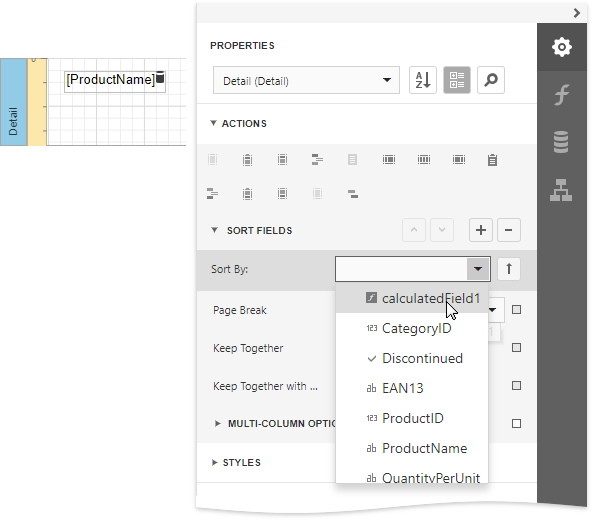 PROPERTIES
[ProductName]
Detail
Detail (Detail)
A
Z
ACTIONS
SORT FIELDS
Sort By:
calculatedField1
Page Break
123 CategoryID
Keep Together
Discontinued
Keep Together with ...
ab EAN13
123 ProductID
MULTI-COLUMN OPTIO
ab ProductName
STYLES
ab QuantityPerUnit